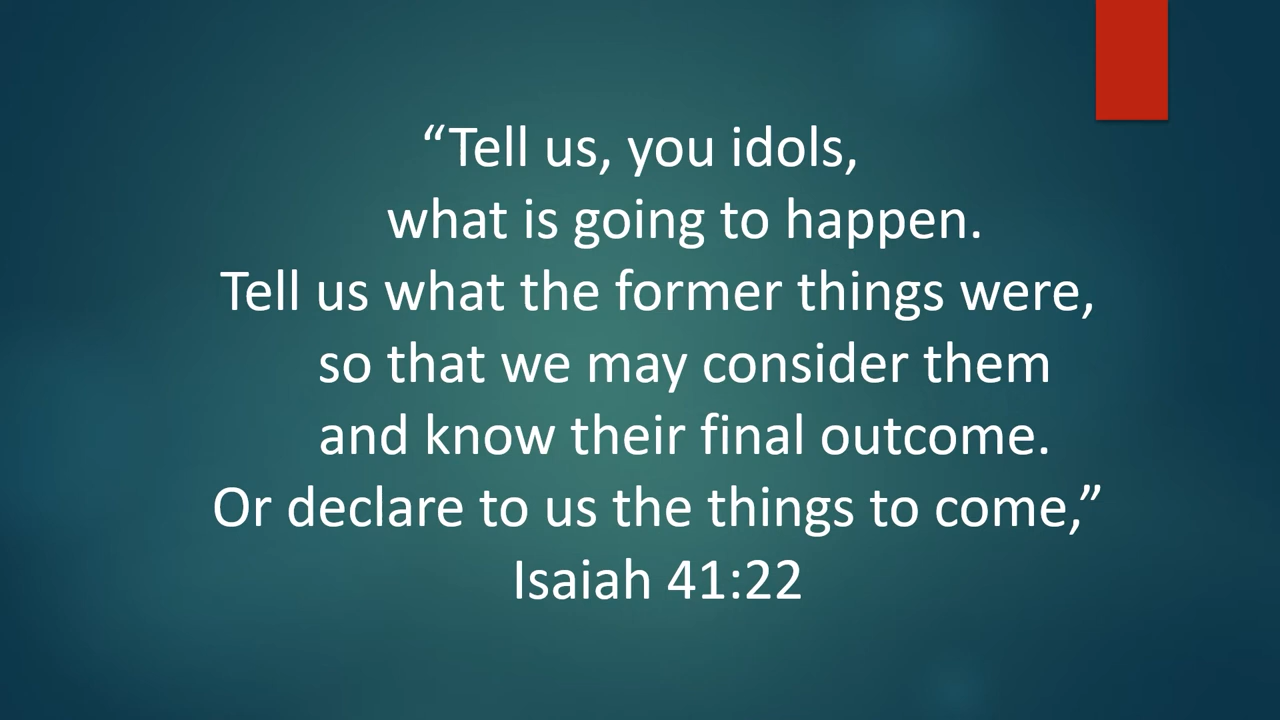 “Tell us, you idols,
what is going to happen.
Tell us what the former things were,
so that we may consider them
and know their final outcome.
Or declare to us the things to come,”
Isaiah 41:22